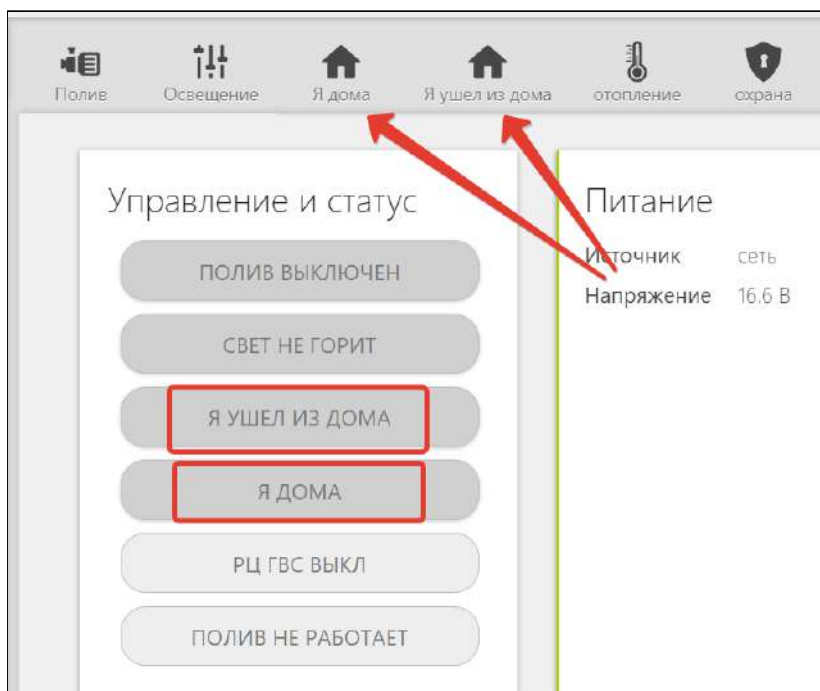 Полив Освещение Я дома Я ушел из дома отопление охрана
Управление и статус
ПОЛИВ ВЫКЛЮЧЕН
СВЕТ НЕ ГОРИТ
Я УШЕЛ ИЗ ДОМА
Я ДОМА
РЦ ГВС ВЫКЛ
ПОЛИВ НЕ РАБОТАЕТ
Питание
Источник сеть
Напряжение 16.6 В